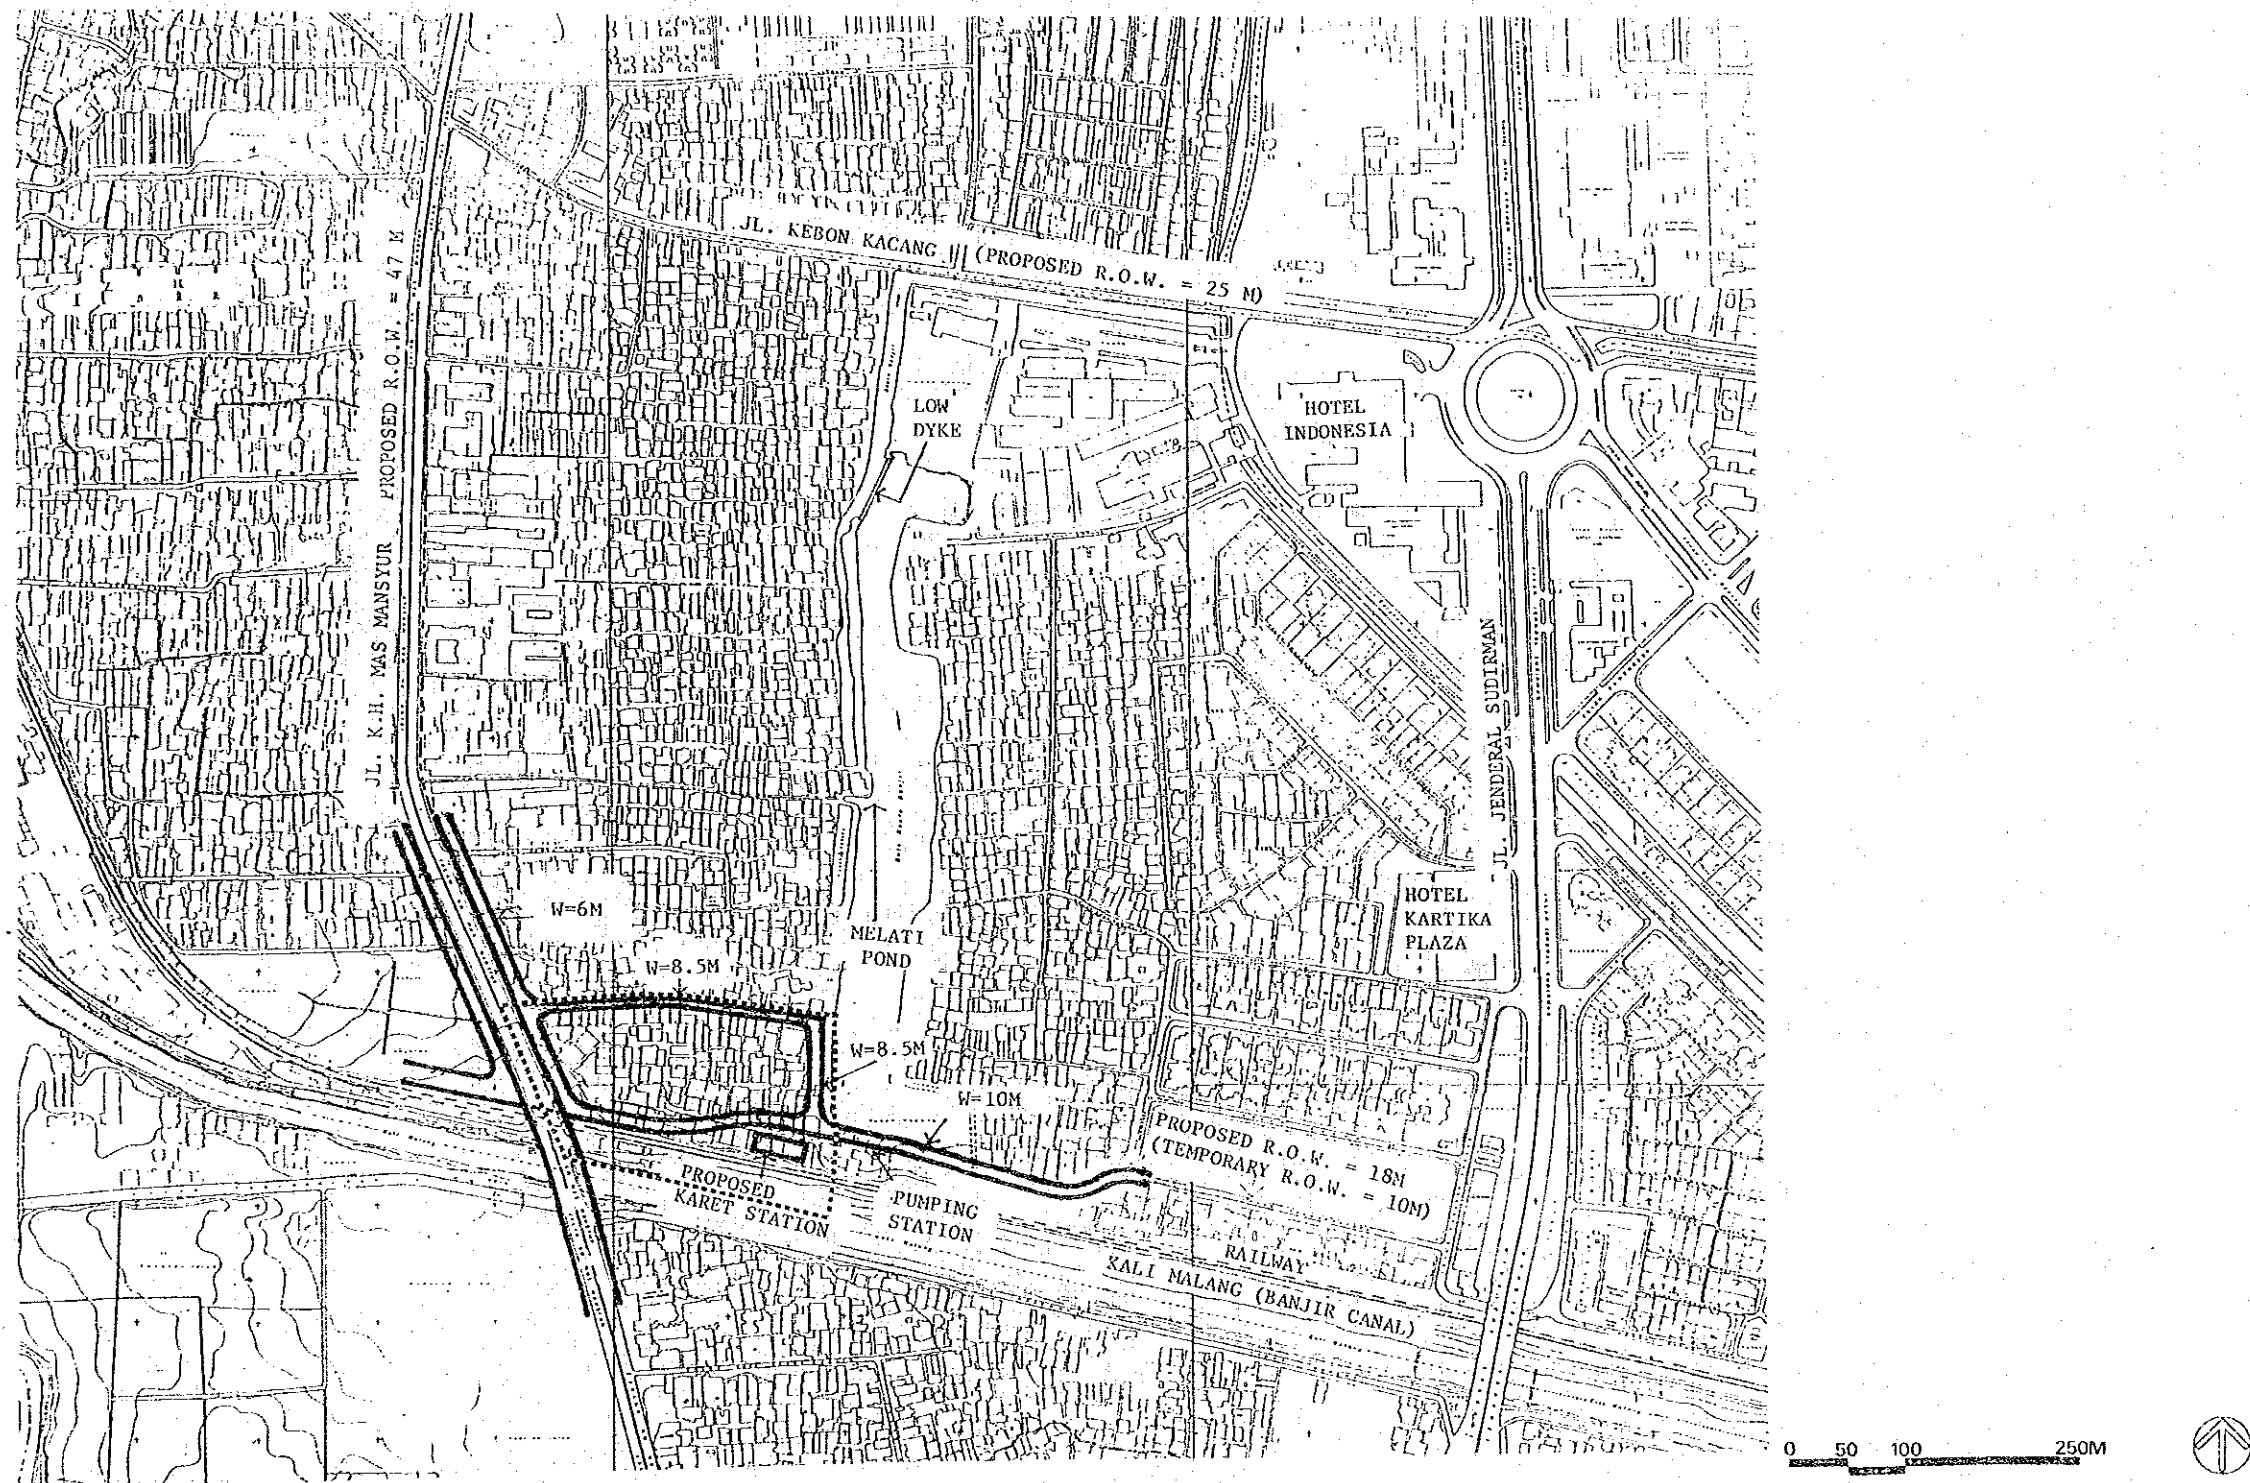 JL. KEBON KACANG (PROPOSED R.O.W. = 25 M)
JL. K.H. MAS MANSYUR PROPOSED R.O.W. = 47 M
LOW
DYKE
HOTEL
INDONESIA
JL. JENDERAL SUDIRMAN
HOTEL
KARTIKA
PLAZA
W=6M
W=8.5M
MELATI
POND
W=8.5M
W=10M
PROPOSED R.O.W. = 18M
(TEMPORARY R.O.W. = 10M)
PROPOSED
KARET STATION
PUMPING
STATION
RAILWAY
KALI MALANG (BANJIR CANAL)
0 50 100 250M